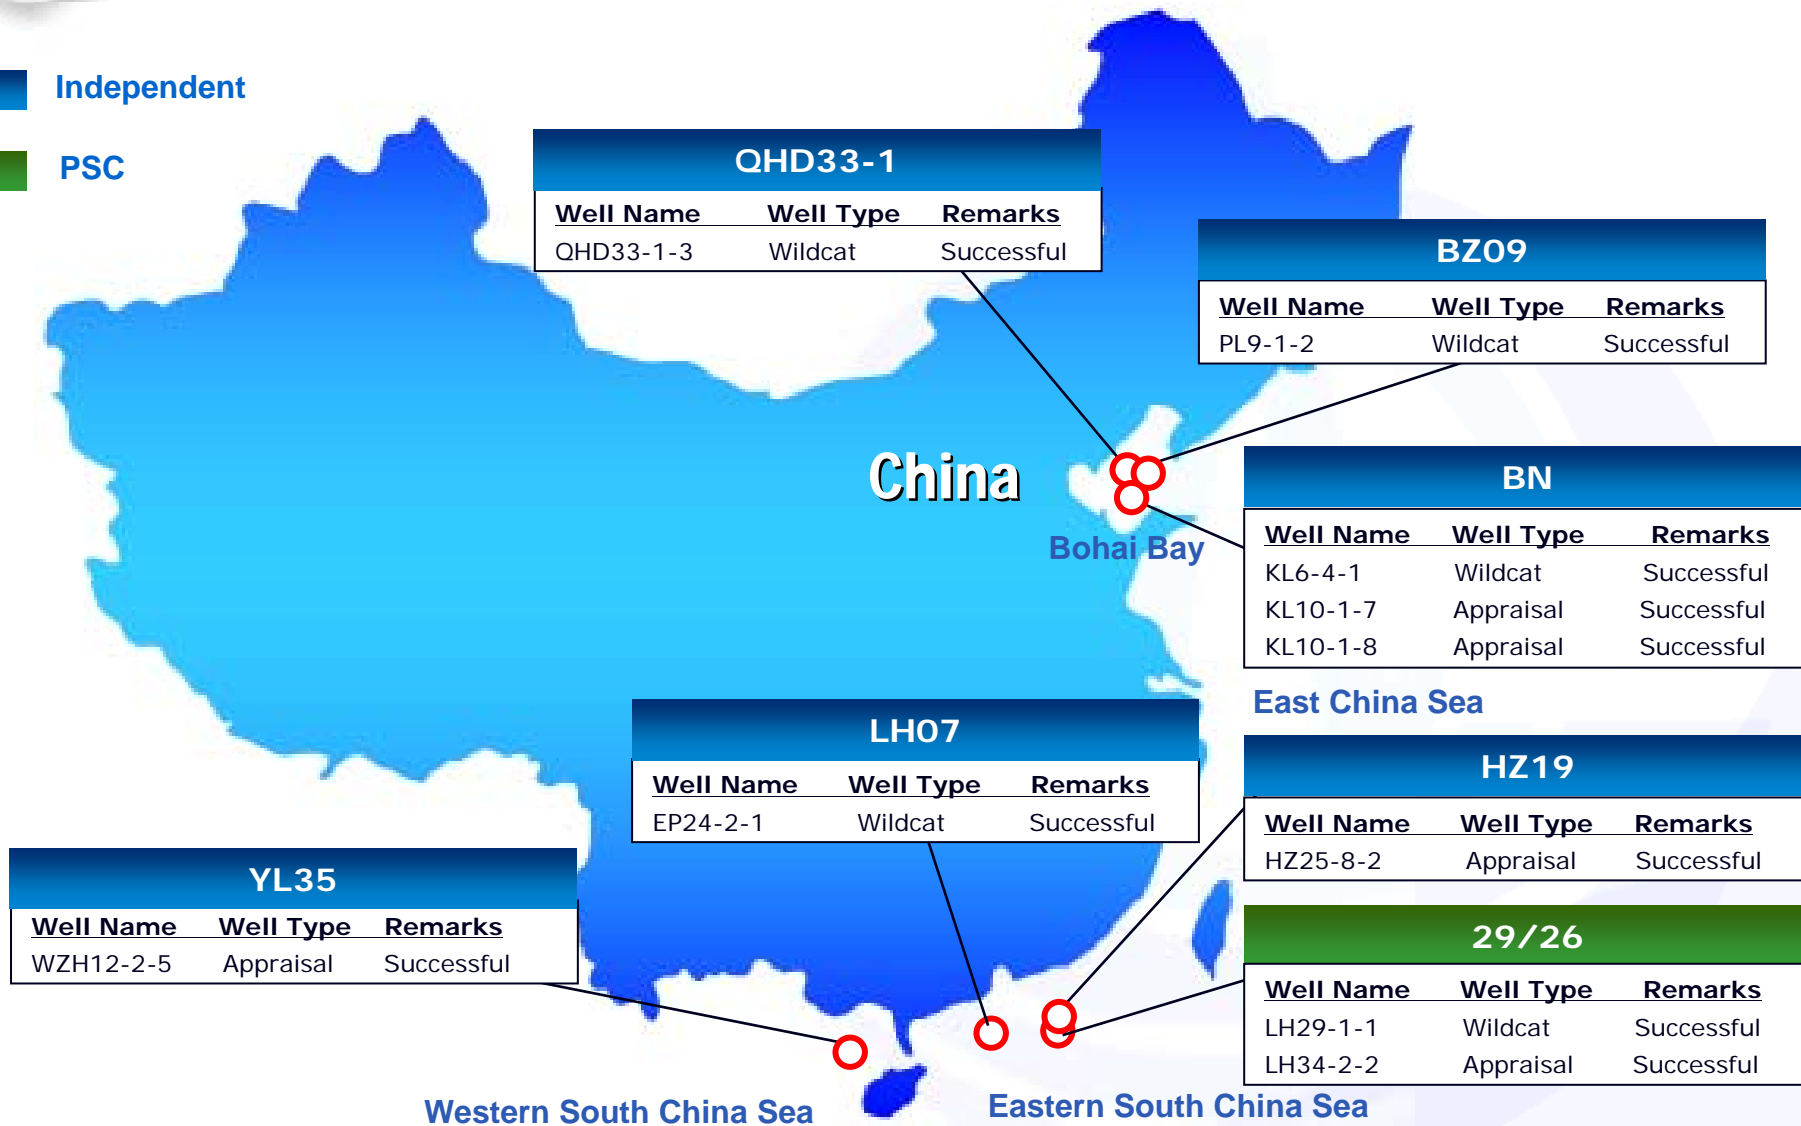 Independent
PSC
QHD33-1
Well Name Well Type Remarks
QHD33-1-3 Wildcat Successful
BZ09
Well Name Well Type Remarks
PL9-1-2 Wildcat Successful
China
Bohai Bay
BN
Well Name Well Type Remarks
KL6-4-1 Wildcat Successful
KL10-1-7 Appraisal Successful
KL10-1-8 Appraisal Successful
East China Sea
LH07
Well Name Well Type Remarks
EP24-2-1 Wildcat Successful
HZ19
Well Name Well Type Remarks
HZ25-8-2 Appraisal Successful
YL35
Well Name Well Type Remarks
WZH12-2-5 Appraisal Successful
29/26
Well Name Well Type Remarks
LH29-1-1 Wildcat Successful
LH34-2-2 Appraisal Successful
Western South China Sea
Eastern South China Sea